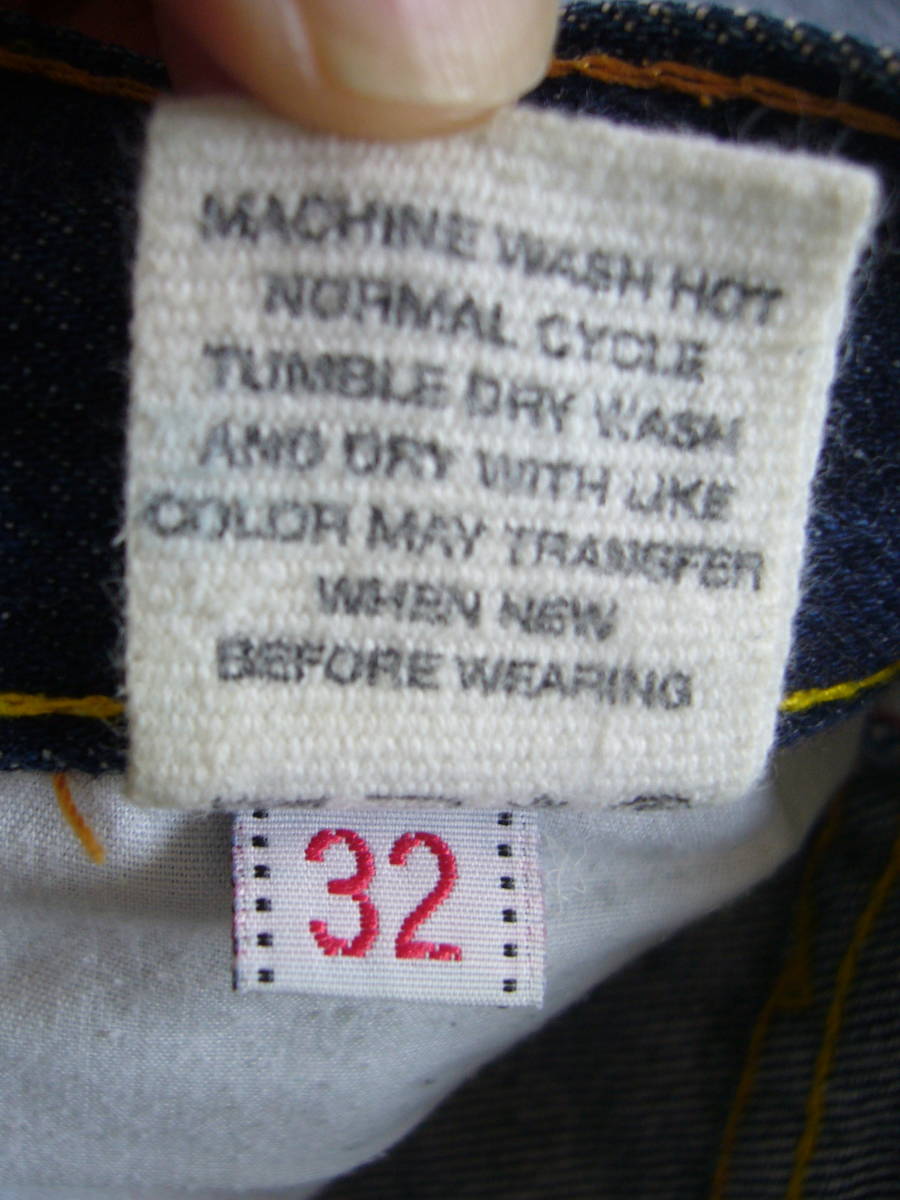 MACHINE WASH HOT
NORMAL CYCLE
TUMBLE DRY WASH
AND DRY WITH LIKE
COLOR MAY TRANSFER
WHEN NEW
BEFORE WEARING
32